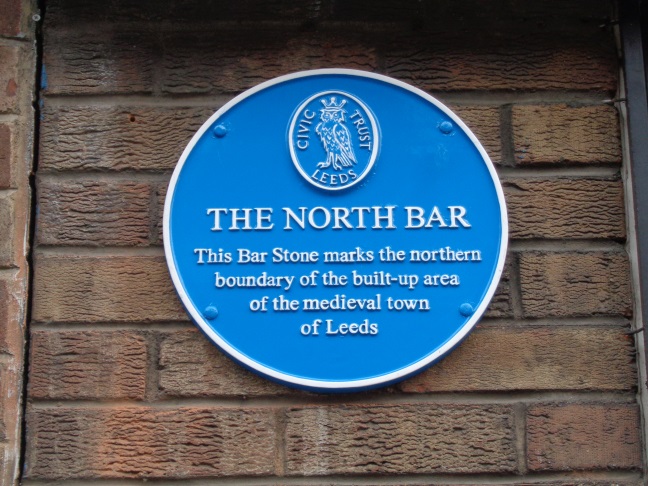 CIVIC TRUST
LEEDS
THE NORTH BAR
This Bar Stone marks the northern
boundary of the built-up area
of the medieval town
of Leeds